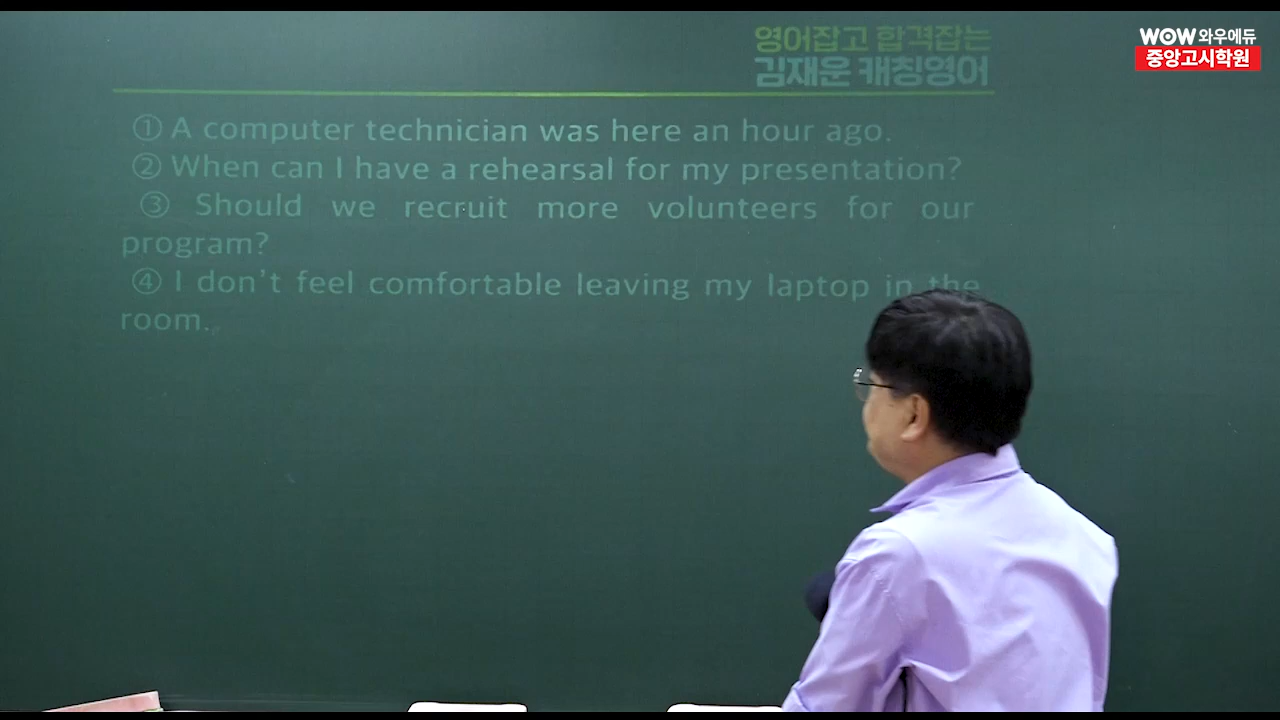 영어잡고 합격잡는
김재운 캐칭영어
WOW 와우에듀
중앙고시학원
① A computer technician was here an hour ago.
② When can I have a rehearsal for my presentation?
③ Should we recruit more volunteers for our
program?
④ I don't feel comfortable leaving my laptop in the
room.